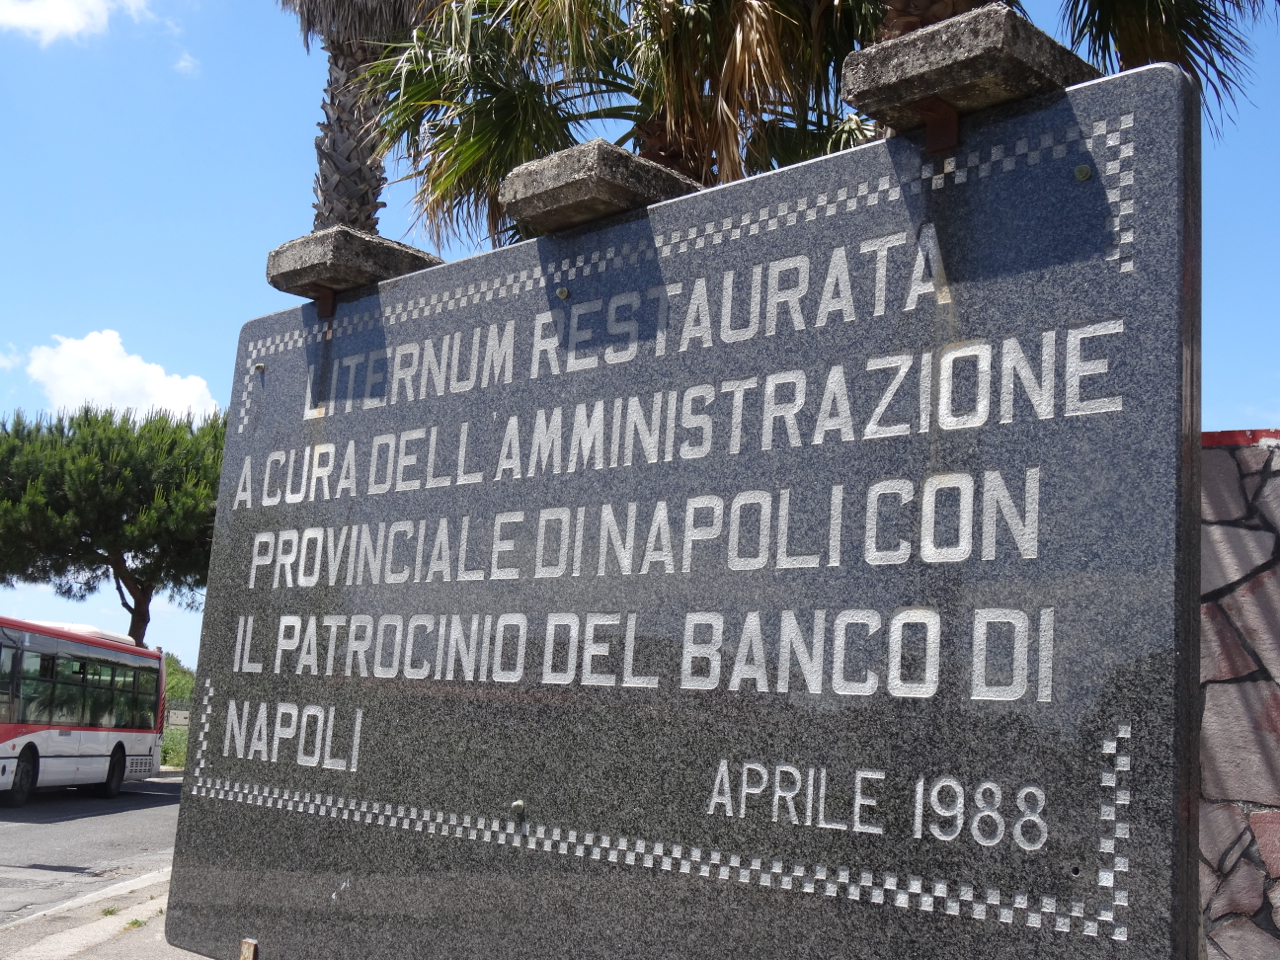 LITERNUM RESTAURATA
A CURA DELL'AMMINISTRAZIONE
PROVINCIALE DI NAPOLI CON
IL PATROCINIO DEL BANCO DI
NAPOLI
APRILE 1988